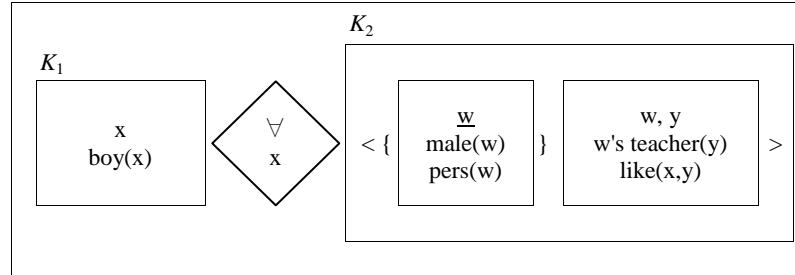 K₂
K₁
x
boy(x)
∀
x
< {
w
male(w)
pers(w)
}
w, y
w's teacher(y)
like(x,y)
>